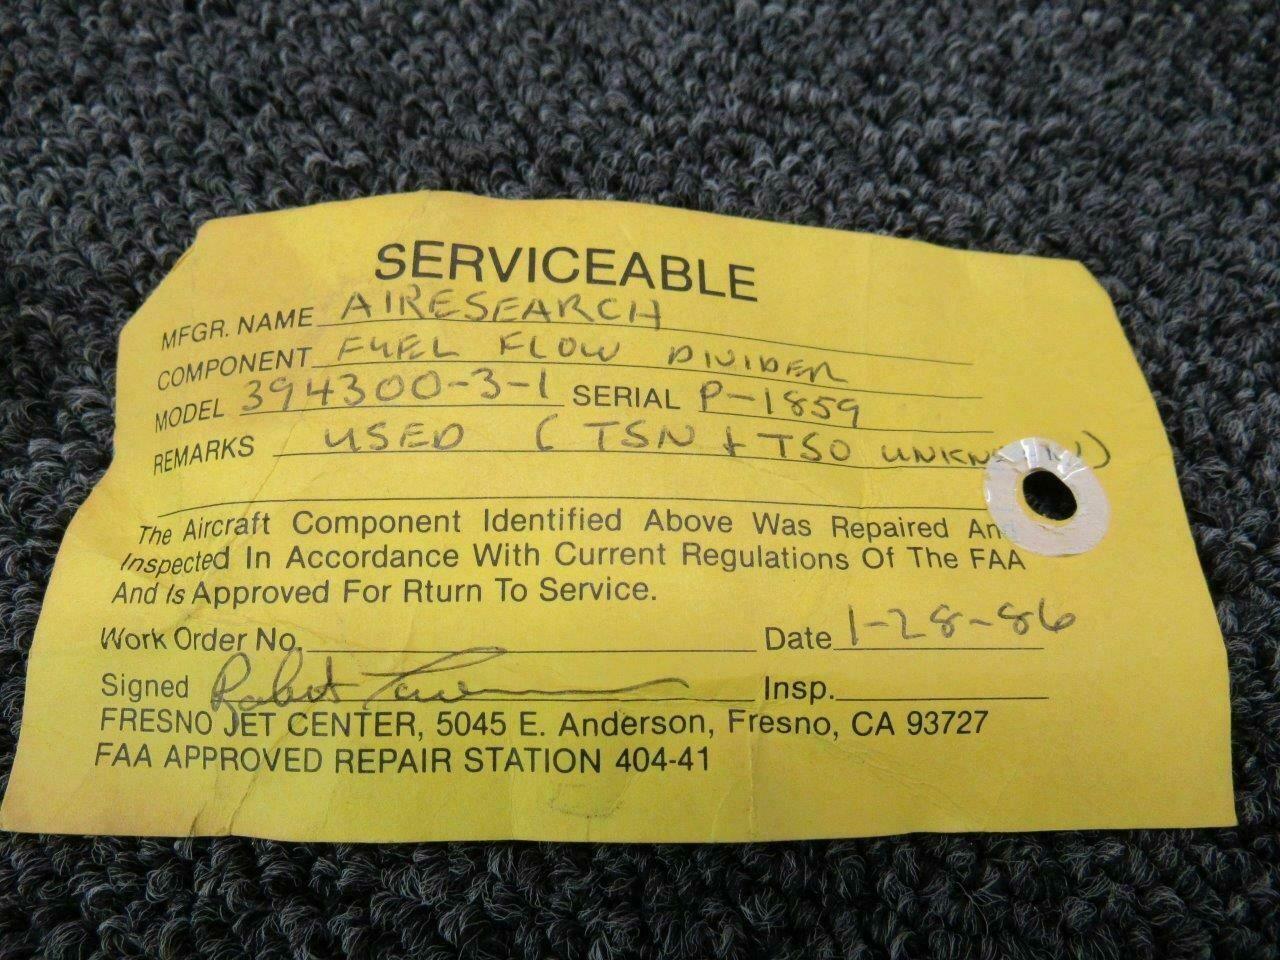 SERVICEABLE
MFGR. NAME AIRESEARCH
COMPONENT FUEL FLOW DIVIDER
MODEL 394300-3-1 SERIAL P-1859
REMARKS USED (TSN + TSO UNKNOWN)
The Aircraft Component Identified Above Was Repaired And
Inspected In Accordance With Current Regulations Of The FAA
And Is Approved For Rturn To Service.
Work Order No. Date 1-28-86
Signed Robert Insp.
FRESNO JET CENTER, 5045 E. Anderson, Fresno, CA 93727
FAA APPROVED REPAIR STATION 404-41